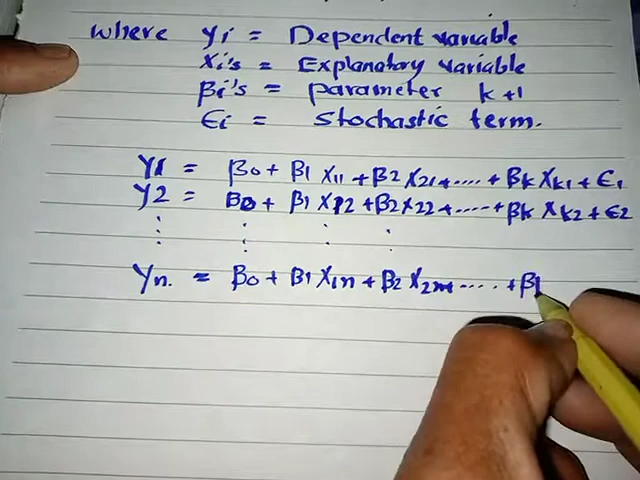 where yi = Dependent variable
xi's = Explanatory variable
βi's = parameter k+1
ϵi = stochastic term.
Y1 = β0 + β1 X11 + β2 X21 + .... + βk Xk1 + ϵ1
Y2 = β0 + β1 X12 + β2 X22 + ....+ βk Xk2 + ϵ2
⋮ ⋮ ⋮ ⋮
Yn. = β0 + β1 X1n + β2 X2n + .... + β